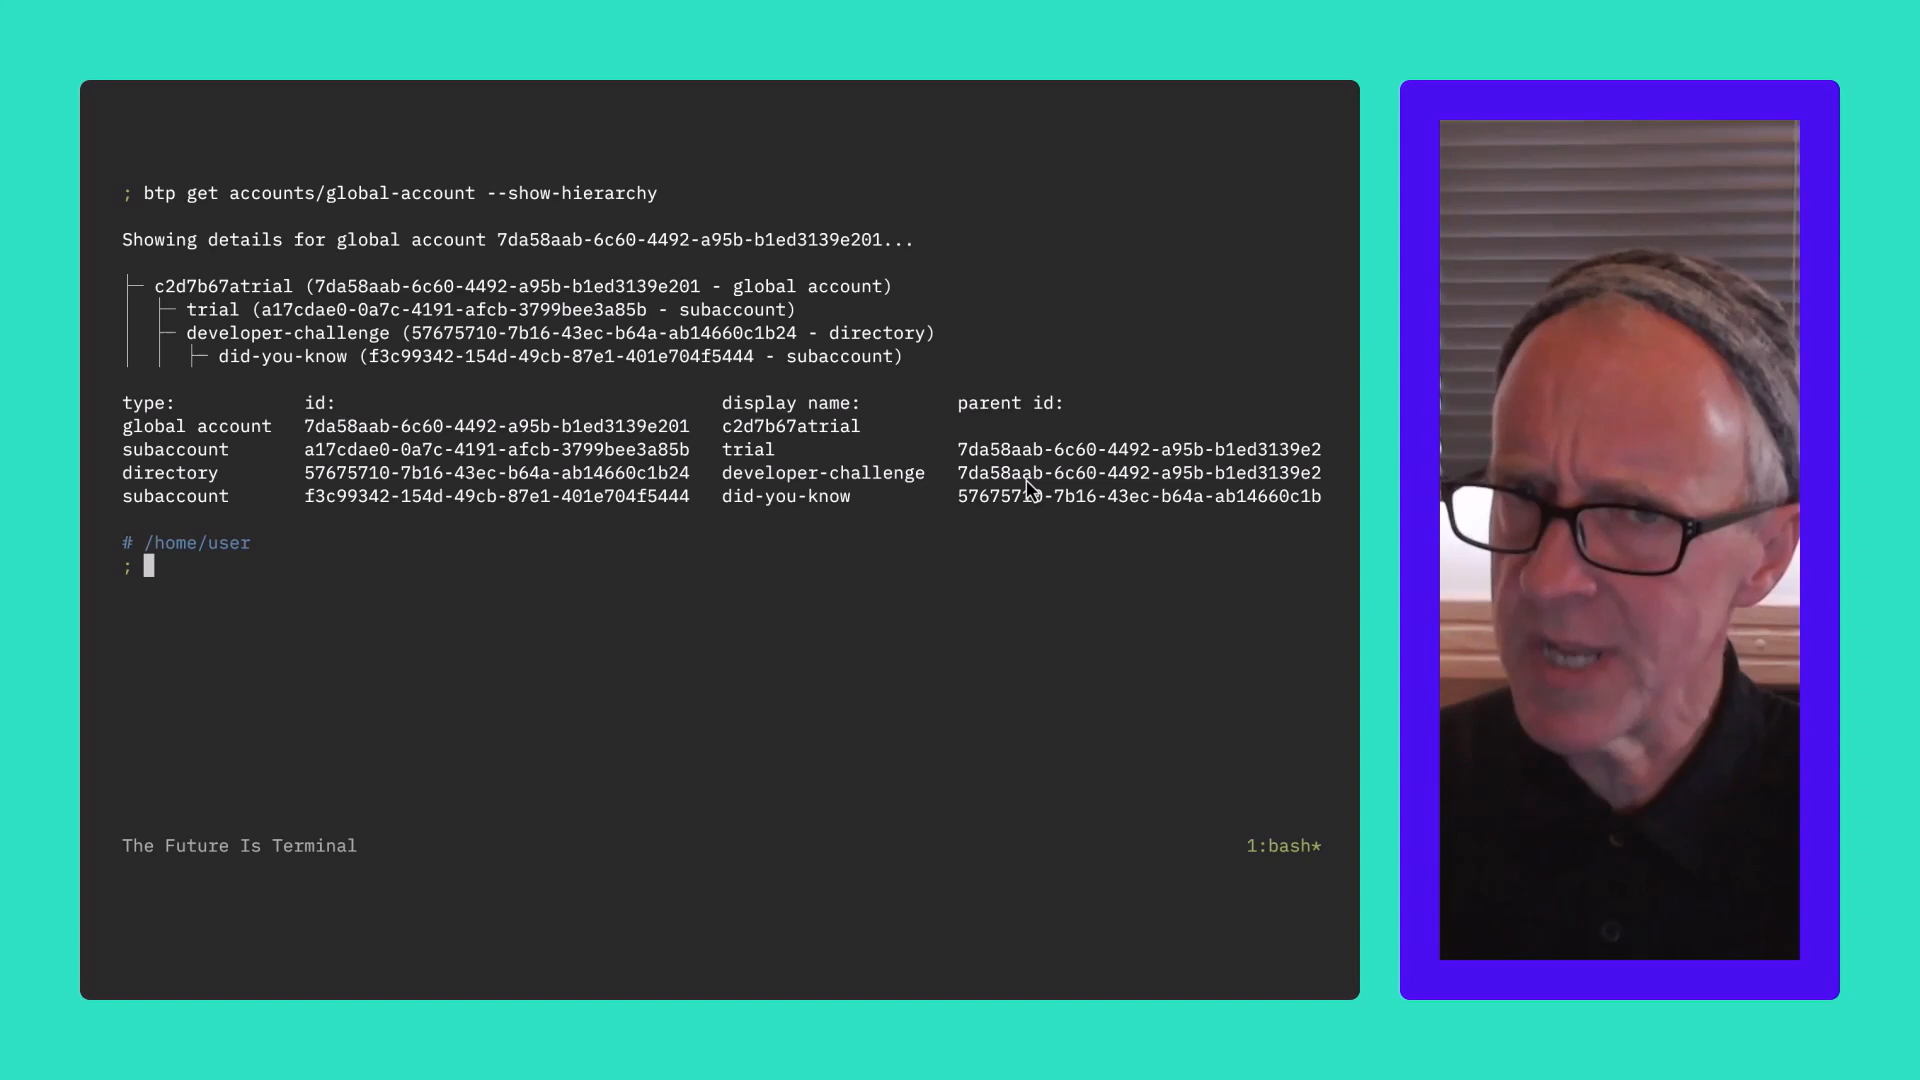 ; btp get accounts/global-account --show-hierarchy
Showing details for global account 7da58aab-6c60-4492-a95b-b1ed3139e201...
├─ c2d7b67atrial (7da58aab-6c60-4492-a95b-b1ed3139e201 - global account)
│  ├─ trial (a17cdae0-0a7c-4191-afcb-3799bee3a85b - subaccount)
│  ├─ developer-challenge (57675710-7b16-43ec-b64a-ab14660c1b24 - directory)
│  │  ├─ did-you-know (f3c99342-154d-49cb-87e1-401e704f5444 - subaccount)
type: id: display name: parent id:
global account 7da58aab-6c60-4492-a95b-b1ed3139e201 c2d7b67atrial
subaccount a17cdae0-0a7c-4191-afcb-3799bee3a85b trial 7da58aab-6c60-4492-a95b-b1ed3139e2
directory 57675710-7b16-43ec-b64a-ab14660c1b24 developer-challenge 7da58aab-6c60-4492-a95b-b1ed3139e2
subaccount f3c99342-154d-49cb-87e1-401e704f5444 did-you-know 57675710-7b16-43ec-b64a-ab14660c1b
# /home/user
;
The Future Is Terminal 1:bash*